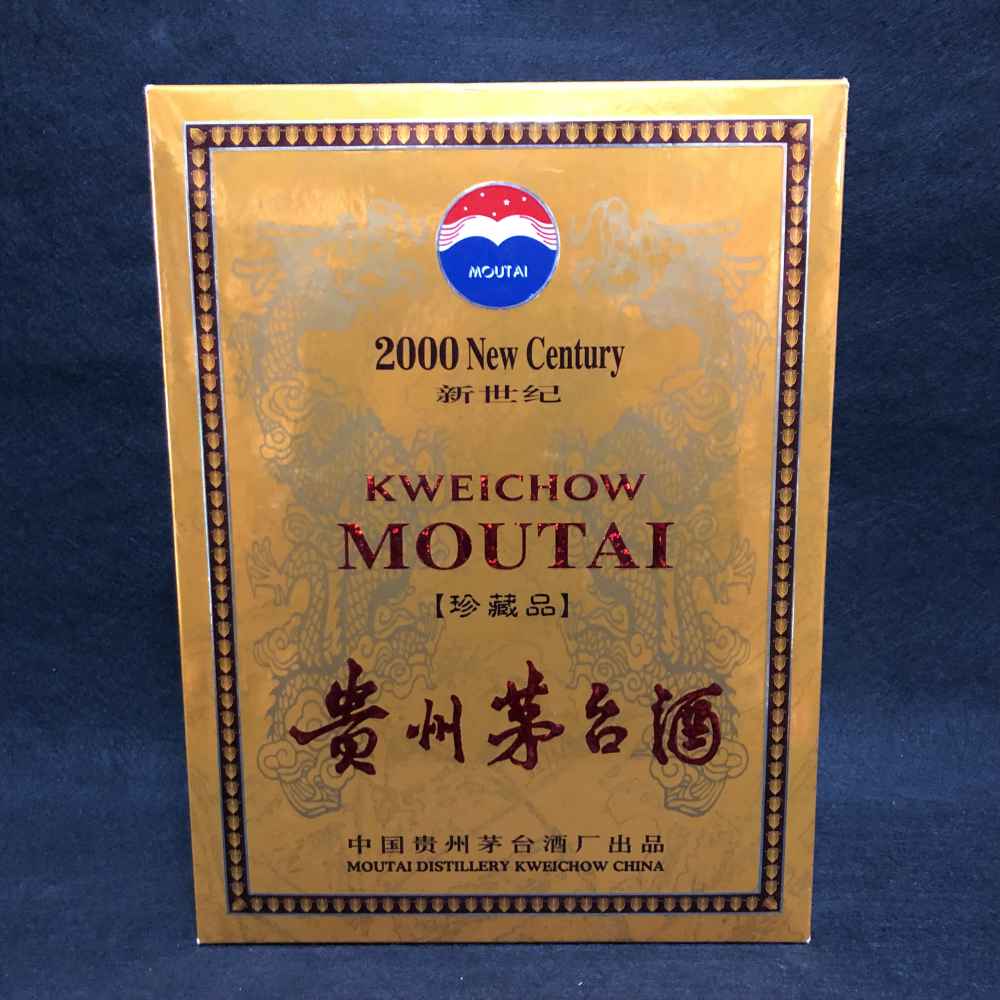 MOUTAI
2000 New Century
新世纪
KWEICHOW
MOUTAI
【珍藏品】
贵州茅台酒
中国贵州茅台酒厂出品
MOUTAI DISTILLERY KWEICHOW CHINA